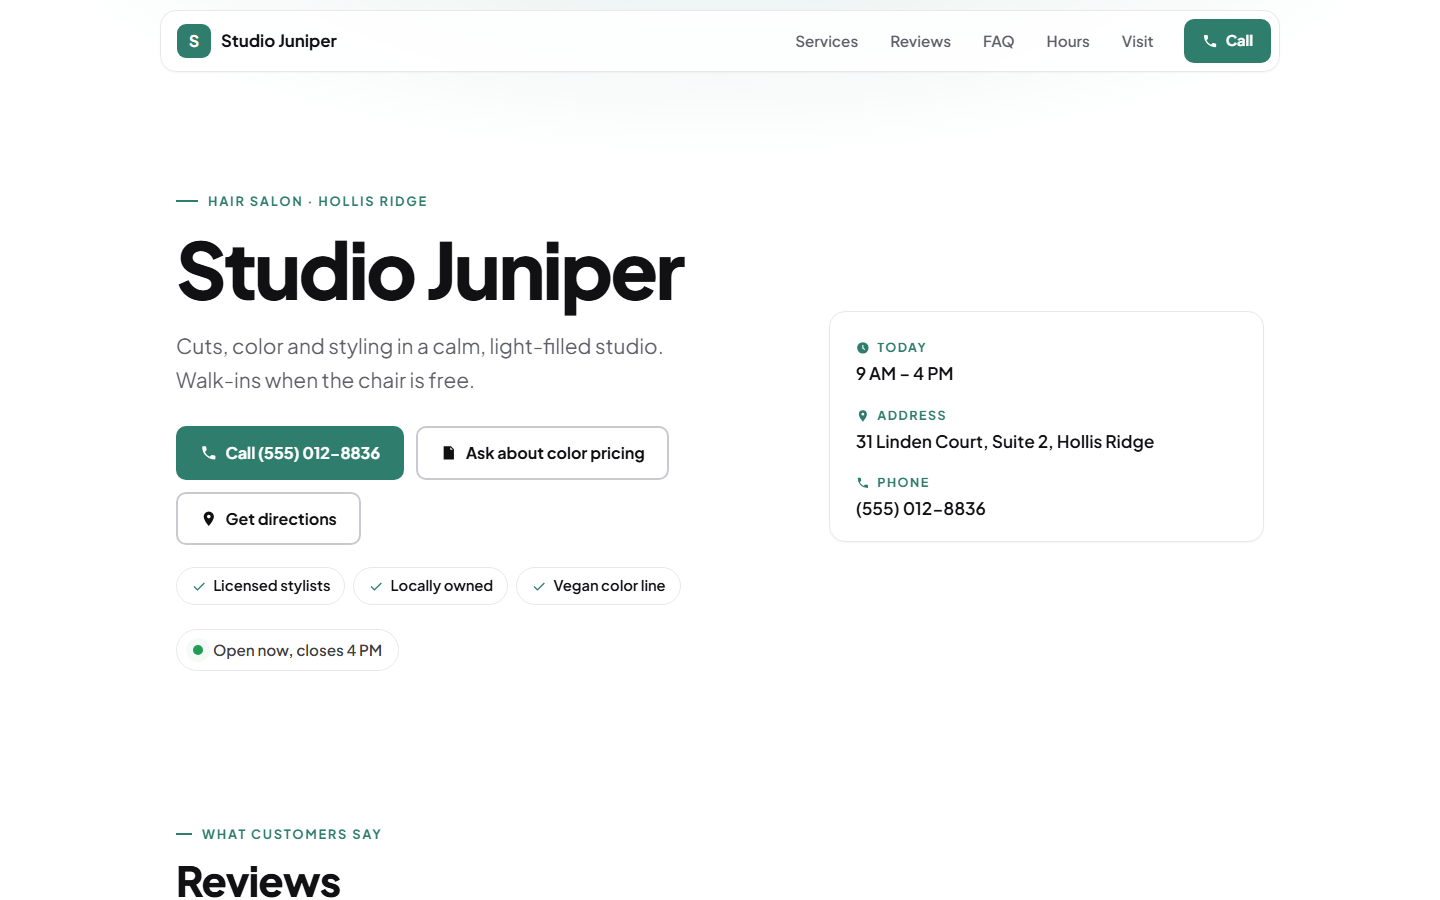 S
Studio Juniper
Services
Reviews
FAQ
Hours
Visit
Call
HAIR SALON · HOLLIS RIDGE
Studio Juniper
Cuts, color and styling in a calm, light-filled studio.
Walk-ins when the chair is free.
Call (555) 012-8836
Ask about color pricing
Get directions
Licensed stylists
Locally owned
Vegan color line
Open now, closes 4 PM
TODAY
9 AM – 4 PM
ADDRESS
31 Linden Court, Suite 2, Hollis Ridge
PHONE
(555) 012-8836
WHAT CUSTOMERS SAY
Reviews